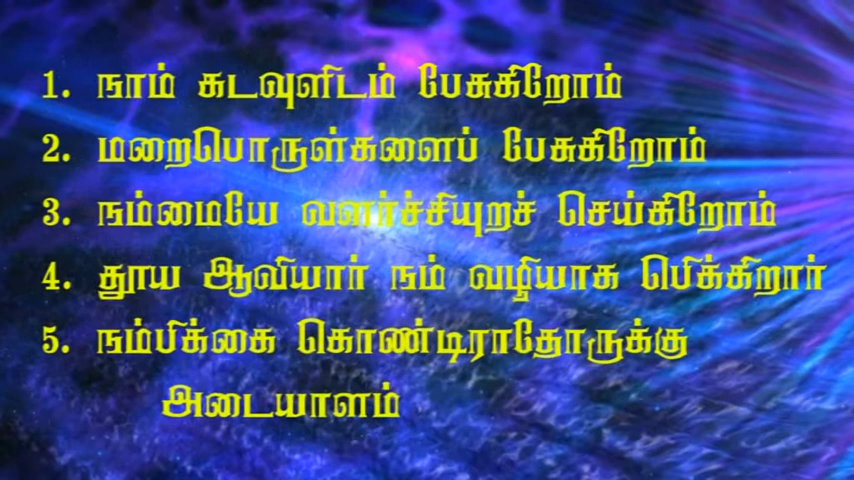 1. நாம் கடவுளிடம் பேசுகிறோம்
2. மறைபொருள்களைப் பேசுகிறோம்
3. நம்மையே வளர்ச்சியுறச் செய்கிறோம்
4. தூய ஆவியார் நம் வழியாக பெிக்கிறார்
5. நம்பிக்கை கொண்டிராதோருக்கு
அடையாளம்